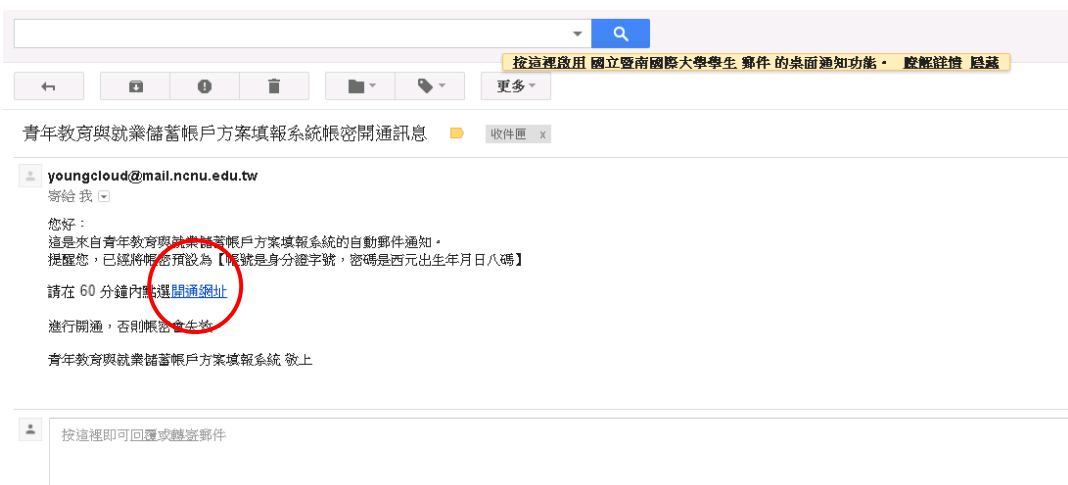 按這裡啟用 國立暨南國際大學學生 郵件 的桌面通知功能。 瞭解詳情 隱藏
更多
青年教育與就業儲蓄帳戶方案填報系統帳密開通訊息 收件匣 x
youngcloud@mail.ncnu.edu.tw
寄給 我
您好：
這是來自青年教育與就業儲蓄帳戶方案填報系統的自動郵件通知。
提醒您，已經將帳密預設為【帳號是身分證字號，密碼是西元出生年月日八碼】
請在 60 分鐘內點選開通網址
進行開通，否則帳密會失效
青年教育與就業儲蓄帳戶方案填報系統 敬上
按這裡即可回覆或轉寄郵件